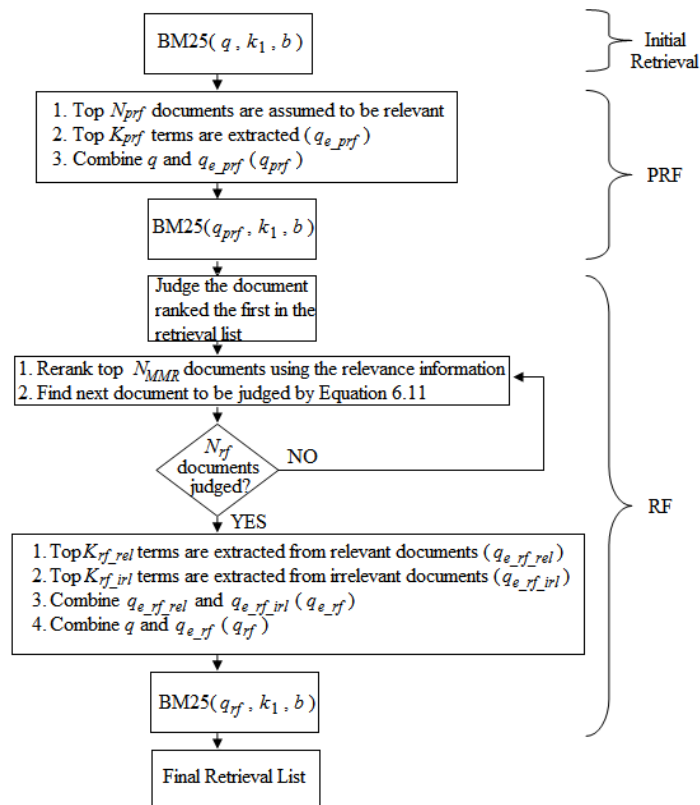 BM25( q , k1 , b )
Initial
Retrieval
1. Top Nprf documents are assumed to be relevant
2. Top Kprf terms are extracted ( qe_prf )
3. Combine q and qe_prf ( qprf )
PRF
BM25( qprf , k1 , b )
Judge the document
ranked the first in the
retrieval list
1. Rerank top NMMR documents using the relevance information
2. Find next document to be judged by Equation 6.11
Nrf
documents
judged?
NO
YES
RF
1. Top Krf_rel terms are extracted from relevant documents ( qe_rf_rel )
2. Top Krf_irl terms are extracted from irrelevant documents ( qe_rf_irl )
3. Combine qe_rf_rel and qe_rf_irl ( qe_rf )
4. Combine q and qe_rf ( qrf )
BM25( qrf , k1 , b )
Final Retrieval List